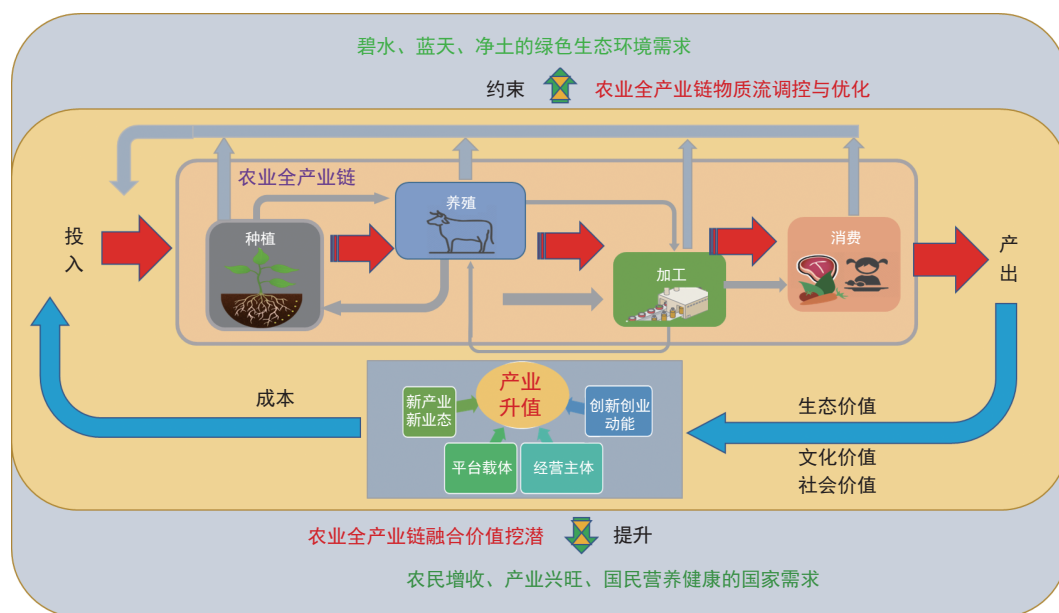 碧水、蓝天、净土的绿色生态环境需求
约束
农业全产业链物质流调控与优化
农业全产业链
投
入
种植
养殖
加工
消费
产
出
成本
产业
升值
新产业
新业态
创新创业
动能
平台载体
经营主体
生态价值
文化价值
社会价值
农业全产业链融合价值挖潜
提升
农民增收、产业兴旺、国民营养健康的国家需求